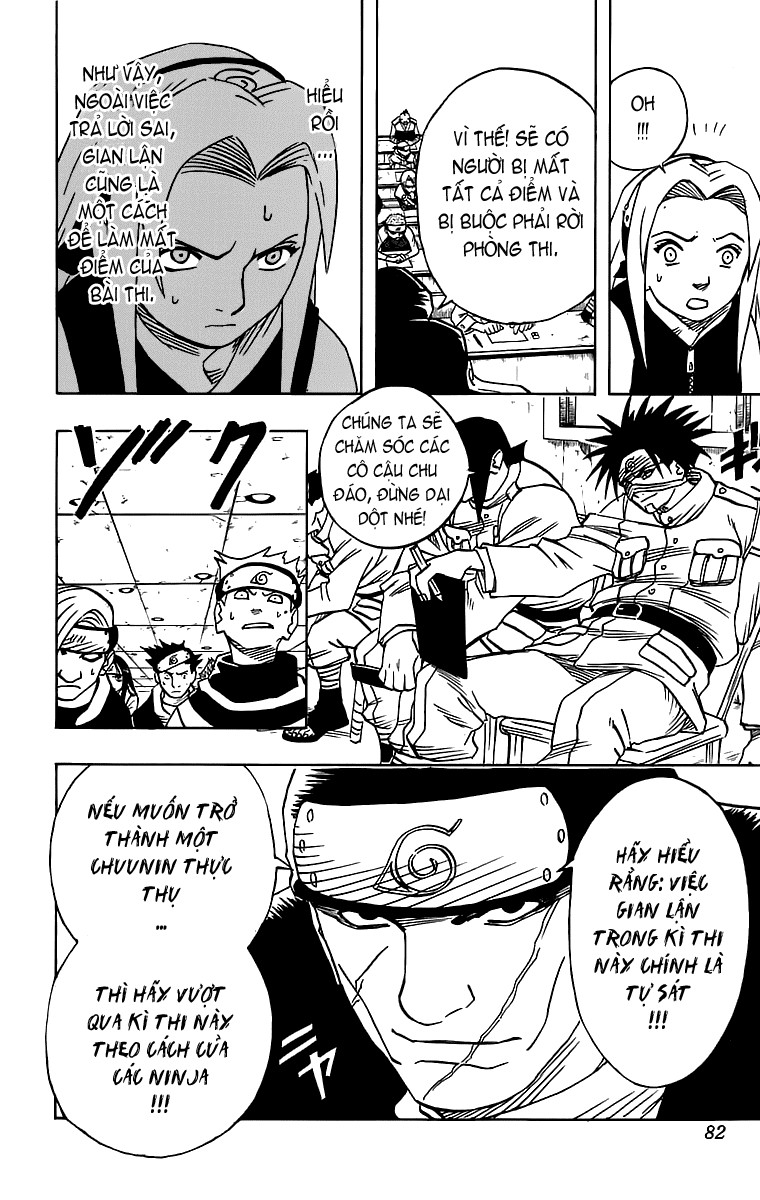 OH
!!!
VÌ THẾ! SẼ CÓ
NGƯỜI BỊ MẤT
TẤT CẢ ĐIỂM VÀ
BỊ BUỘC PHẢI RỜI
PHÒNG THI.
HIỂU
RỒI
...
NHƯ VẬY,
NGOÀI VIỆC
TRẢ LỜI SAI,
GIAN LẬN
CŨNG LÀ
MỘT CÁCH
ĐỂ LÀM MẤT
ĐIỂM CỦA
BÀI THI.
CHÚNG TA SẼ
CHĂM SÓC CÁC
CÔ CẬU CHU
ĐÁO, ĐỪNG DẠI
DỘT NHÉ!
ゾク
HÃY HIỂU
RẰNG: VIỆC
GIAN LẬN
TRONG KÌ THI
NÀY CHÍNH LÀ
TỰ SÁT
!!!
NẾU MUỐN TRỞ
THÀNH MỘT
CHUUNIN THỰC
THỤ
...
THÌ HÃY VƯỢT
QUA KÌ THI NÀY
THEO CÁCH CỦA
CÁC NINJA
!!!
ニヤ
82